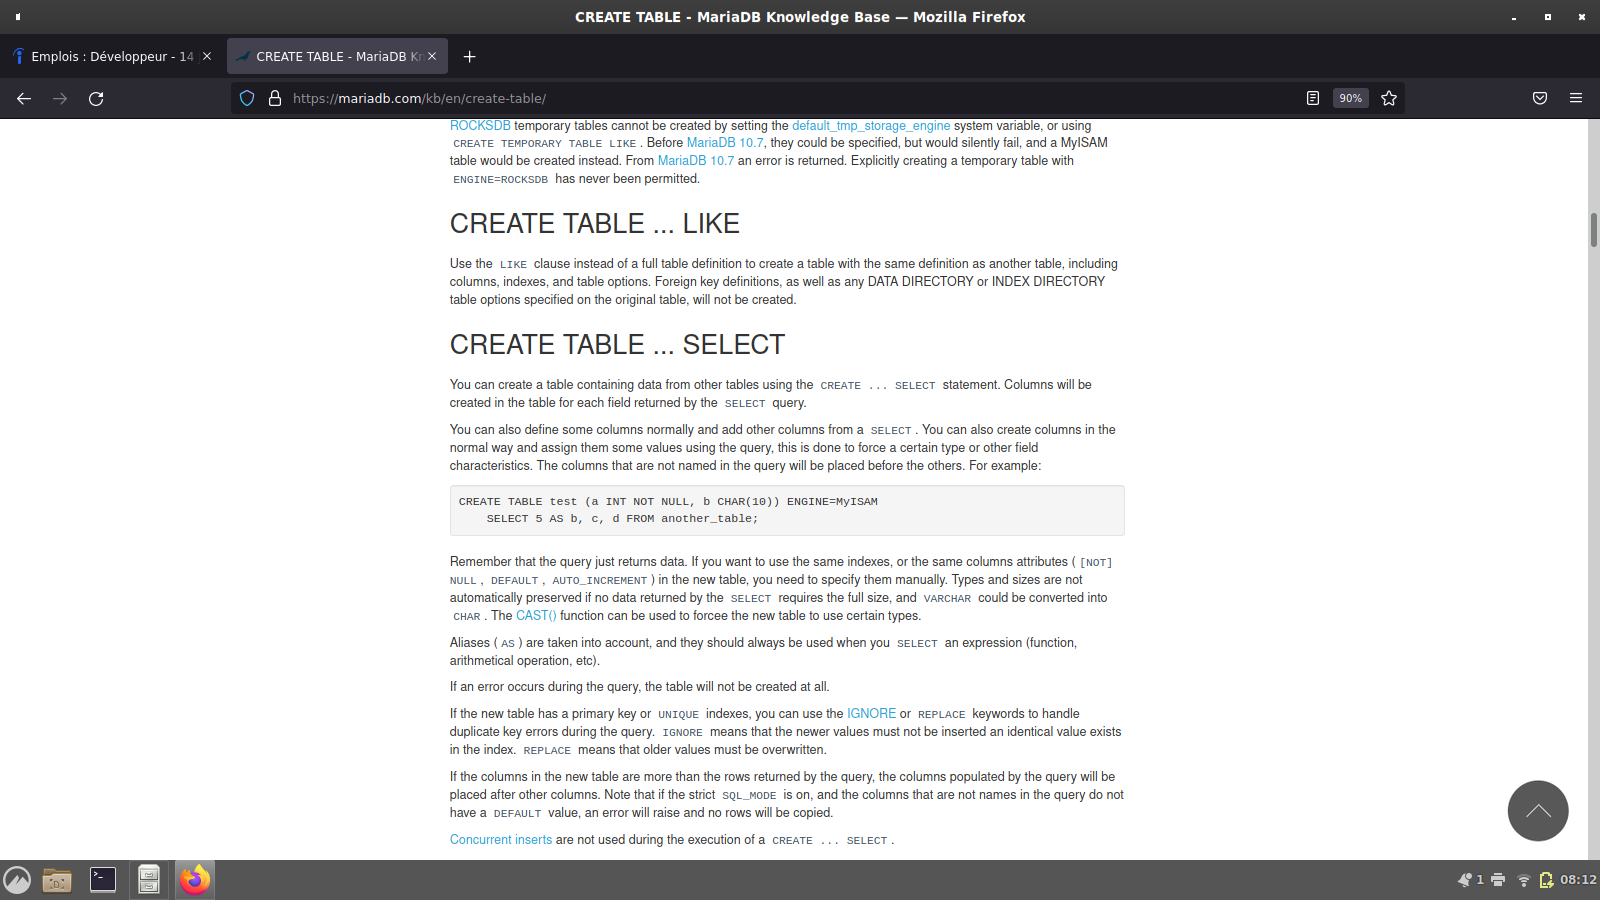 CREATE TABLE - MariaDB Knowledge Base — Mozilla Firefox
Emplois : Développeur - 14
CREATE TABLE - MariaDB Kn
https://mariadb.com/kb/en/create-table/
90%
ROCKSDB temporary tables cannot be created by setting the default_tmp_storage_engine system variable, or using
CREATE TEMPORARY TABLE LIKE. Before MariaDB 10.7, they could be specified, but would silently fail, and a MyISAM
table would be created instead. From MariaDB 10.7 an error is returned. Explicitly creating a temporary table with
ENGINE=ROCKSDB has never been permitted.
CREATE TABLE ... LIKE
Use the LIKE clause instead of a full table definition to create a table with the same definition as another table, including
columns, indexes, and table options. Foreign key definitions, as well as any DATA DIRECTORY or INDEX DIRECTORY
table options specified on the original table, will not be created.
CREATE TABLE ... SELECT
You can create a table containing data from other tables using the CREATE ... SELECT statement. Columns will be
created in the table for each field returned by the SELECT query.
You can also define some columns normally and add other columns from a SELECT. You can also create columns in the
normal way and assign them some values using the query, this is done to force a certain type or other field
characteristics. The columns that are not named in the query will be placed before the others. For example:
CREATE TABLE test (a INT NOT NULL, b CHAR(10)) ENGINE=MyISAM
SELECT 5 AS b, c, d FROM another_table;
Remember that the query just returns data. If you want to use the same indexes, or the same columns attributes ( [NOT]
NULL, DEFAULT, AUTO_INCREMENT) in the new table, you need to specify them manually. Types and sizes are not
automatically preserved if no data returned by the SELECT requires the full size, and VARCHAR could be converted into
CHAR. The CAST() function can be used to forcee the new table to use certain types.
Aliases ( AS ) are taken into account, and they should always be used when you SELECT an expression (function,
arithmetical operation, etc).
If an error occurs during the query, the table will not be created at all.
If the new table has a primary key or UNIQUE indexes, you can use the IGNORE or REPLACE keywords to handle
duplicate key errors during the query. IGNORE means that the newer values must not be inserted an identical value exists
in the index. REPLACE means that older values must be overwritten.
If the columns in the new table are more than the rows returned by the query, the columns populated by the query will be
placed after other columns. Note that if the strict SQL_MODE is on, and the columns that are not names in the query do not
have a DEFAULT value, an error will raise and no rows will be copied.
Concurrent inserts are not used during the execution of a CREATE ... SELECT.
1
08:12